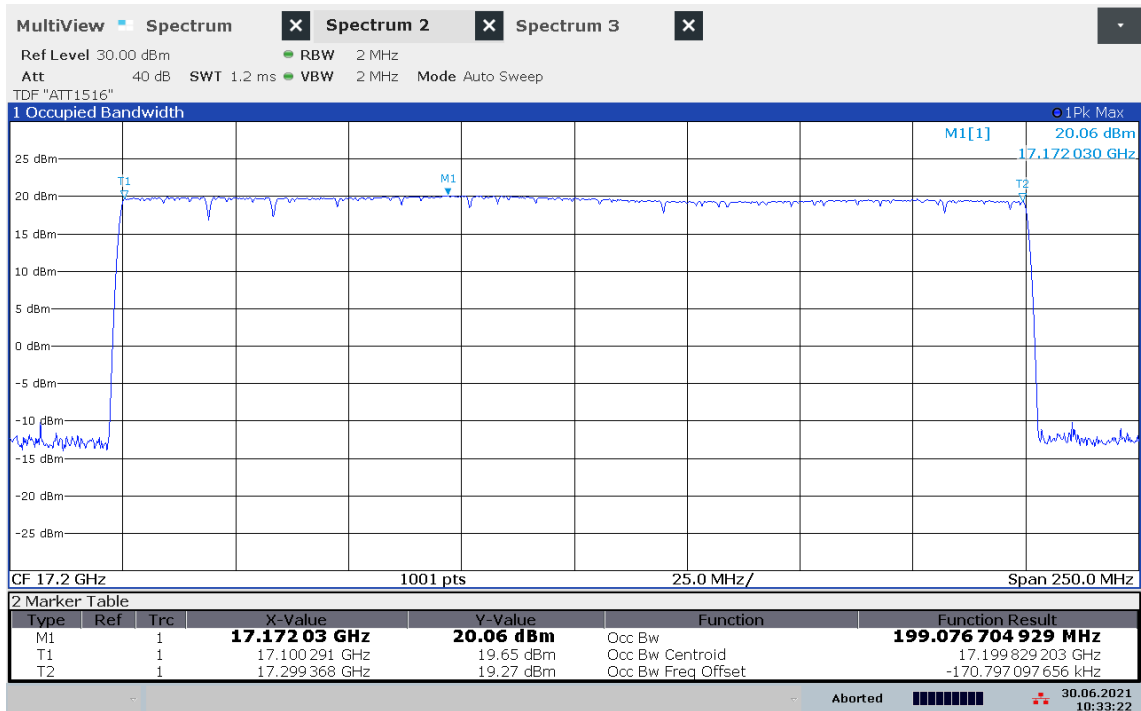 MultiView Spectrum Spectrum 2 Spectrum 3
Ref Level 30.00 dBm RBW 2 MHz
Att 40 dB SWT 1.2 ms VBW 2 MHz Mode Auto Sweep
TDF "ATT1516"
1 Occupied Bandwidth 1Pk Max
M1[1] 20.06 dBm
17.172 030 GHz
25 dBm
T1 M1 T2
20 dBm
15 dBm
10 dBm
5 dBm
0 dBm
-5 dBm
-10 dBm
-15 dBm
-20 dBm
-25 dBm
CF 17.2 GHz 1001 pts 25.0 MHz/ Span 250.0 MHz
2 Marker Table
Type Ref Trc X-Value Y-Value Function Function Result
M1 1 17.172 03 GHz 20.06 dBm Occ Bw 199.076 704 929 MHz
T1 1 17.100 291 GHz 19.65 dBm Occ Bw Centroid 17.199 829 203 GHz
T2 1 17.299 368 GHz 19.27 dBm Occ Bw Freq Offset -170.797 097 656 kHz
Aborted 30.06.2021
10:33:22